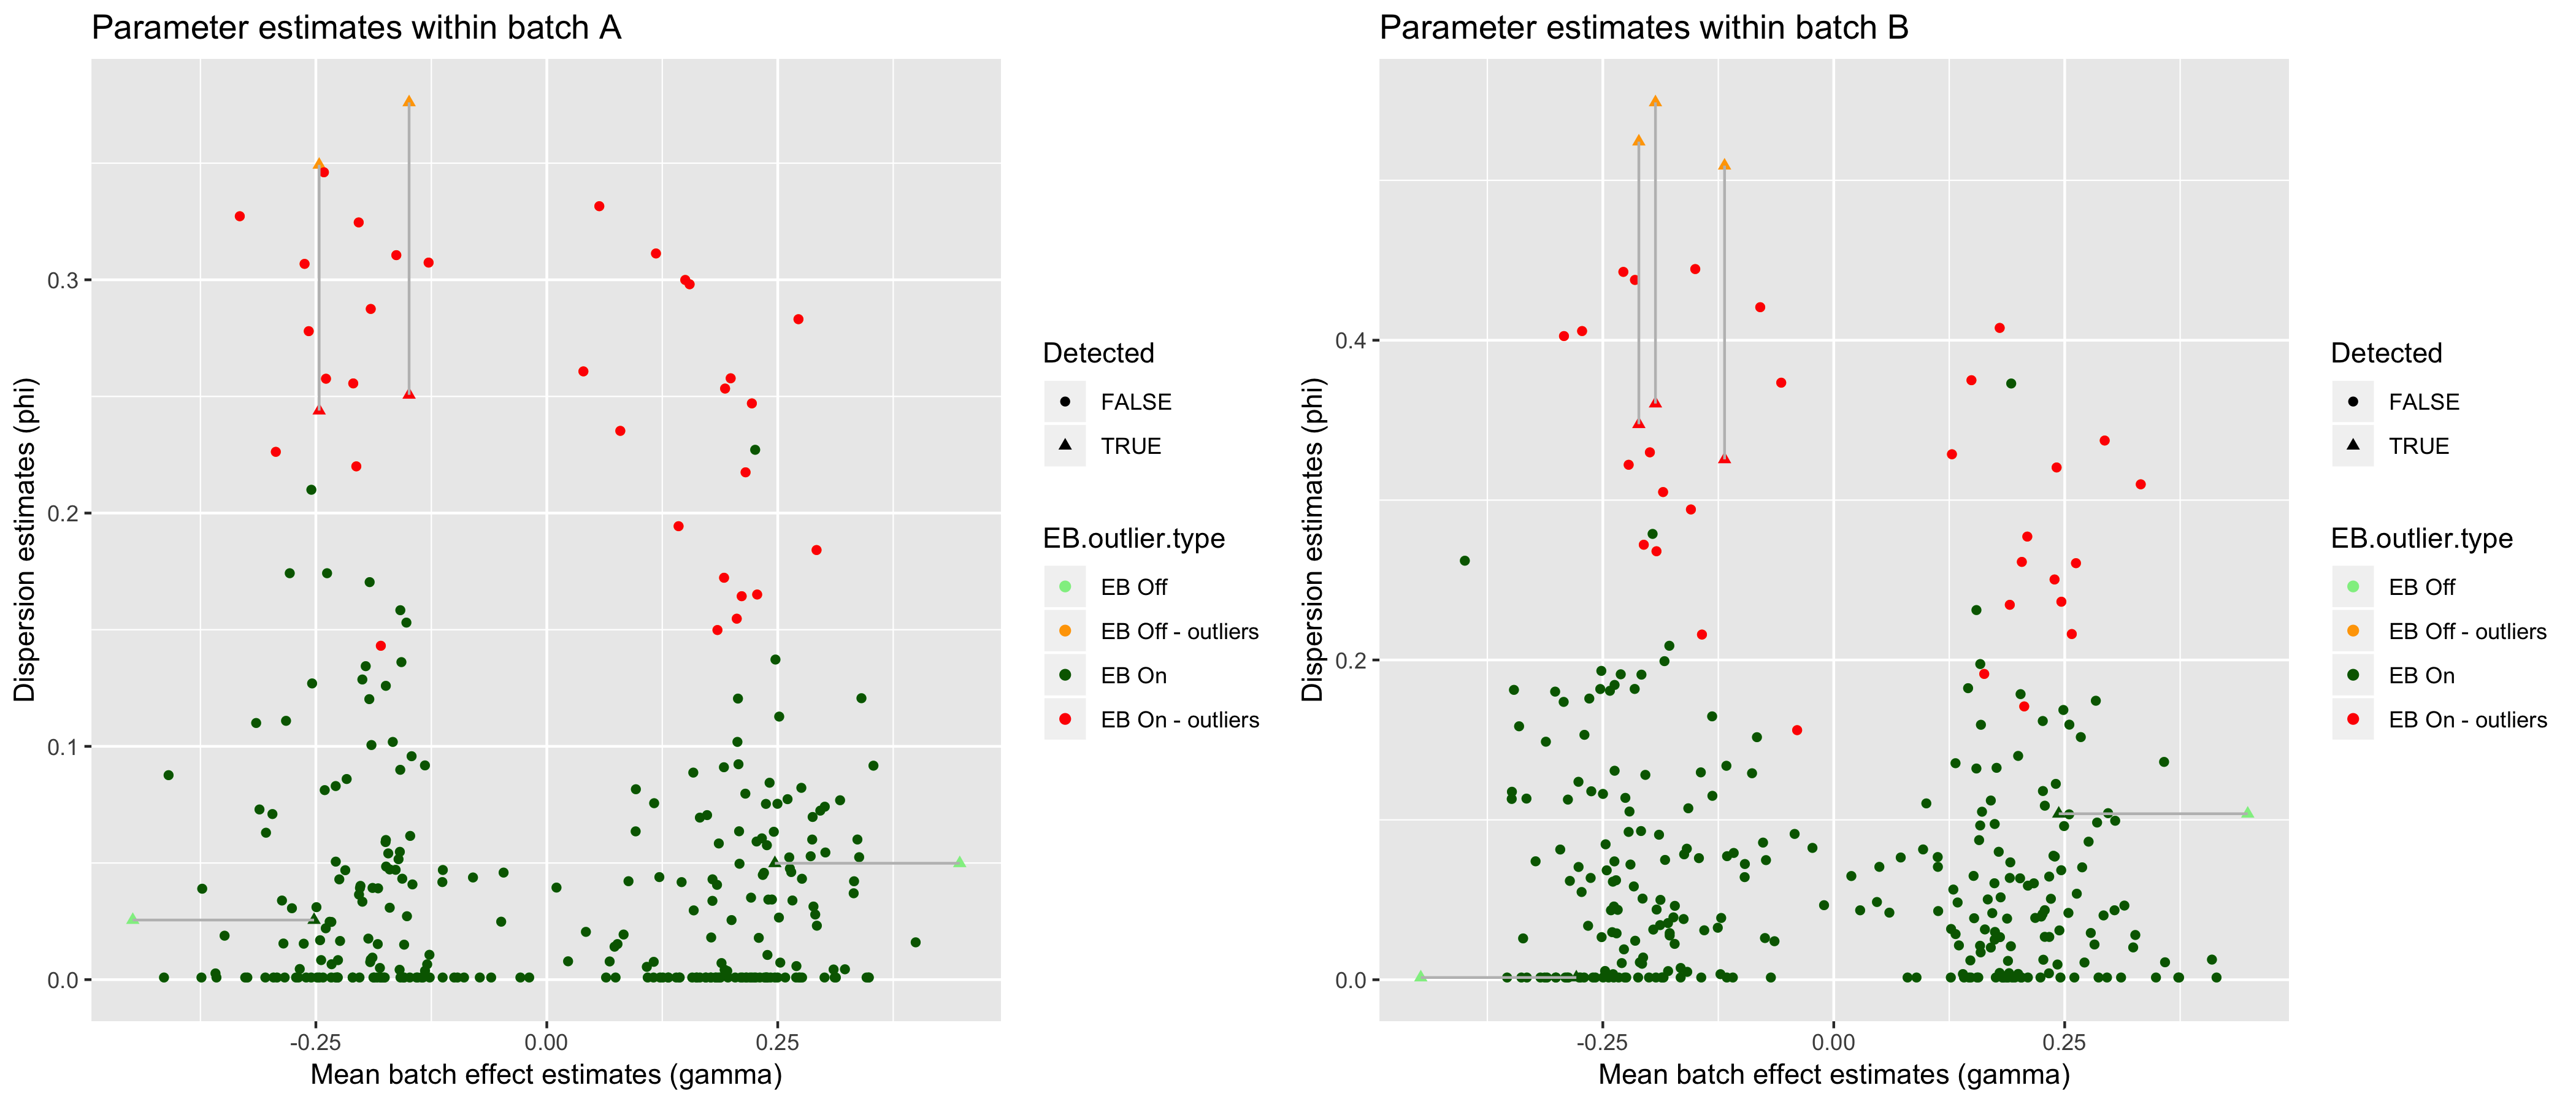 Parameter estimates within batch A
Dispersion estimates (phi)
0.3
0.2
0.1
0.0
-0.25
0.00
0.25
Mean batch effect estimates (gamma)
Detected
FALSE
TRUE
EB.outlier.type
EB Off
EB Off - outliers
EB On
EB On - outliers
Parameter estimates within batch B
Dispersion estimates (phi)
0.4
0.2
0.0
-0.25
0.00
0.25
Mean batch effect estimates (gamma)
Detected
FALSE
TRUE
EB.outlier.type
EB Off
EB Off - outliers
EB On
EB On - outliers